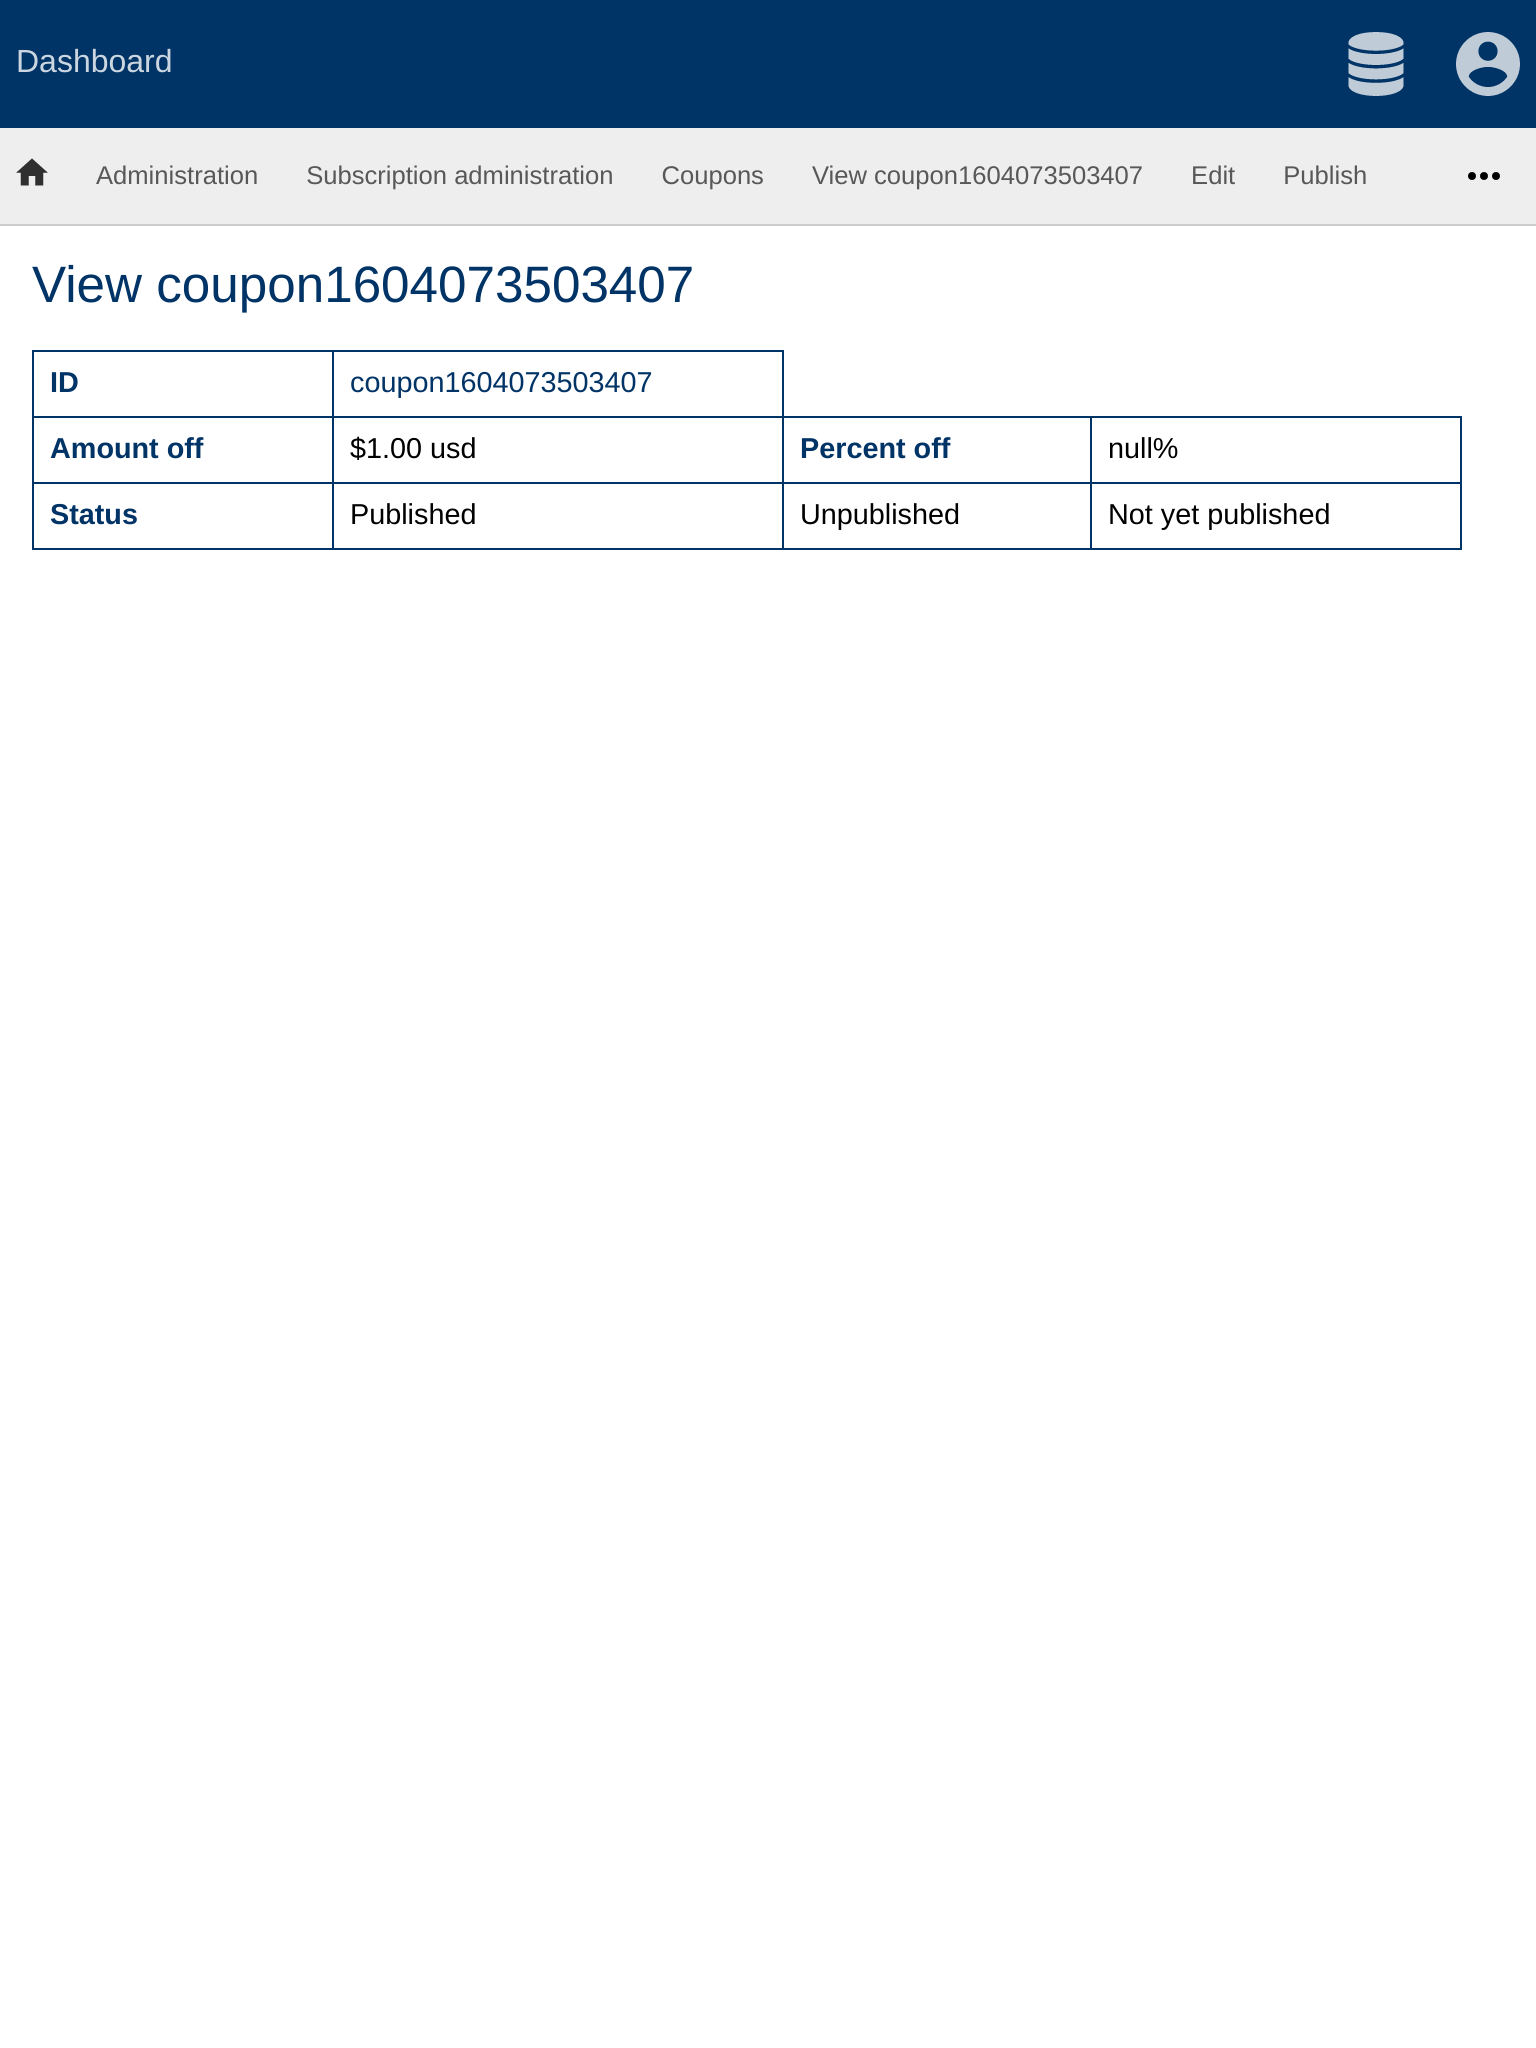 Dashboard
Administration Subscription administration Coupons View coupon1604073503407 Edit Publish
View coupon1604073503407
ID coupon1604073503407
Amount off $1.00 usd Percent off null%
Status Published Unpublished Not yet published